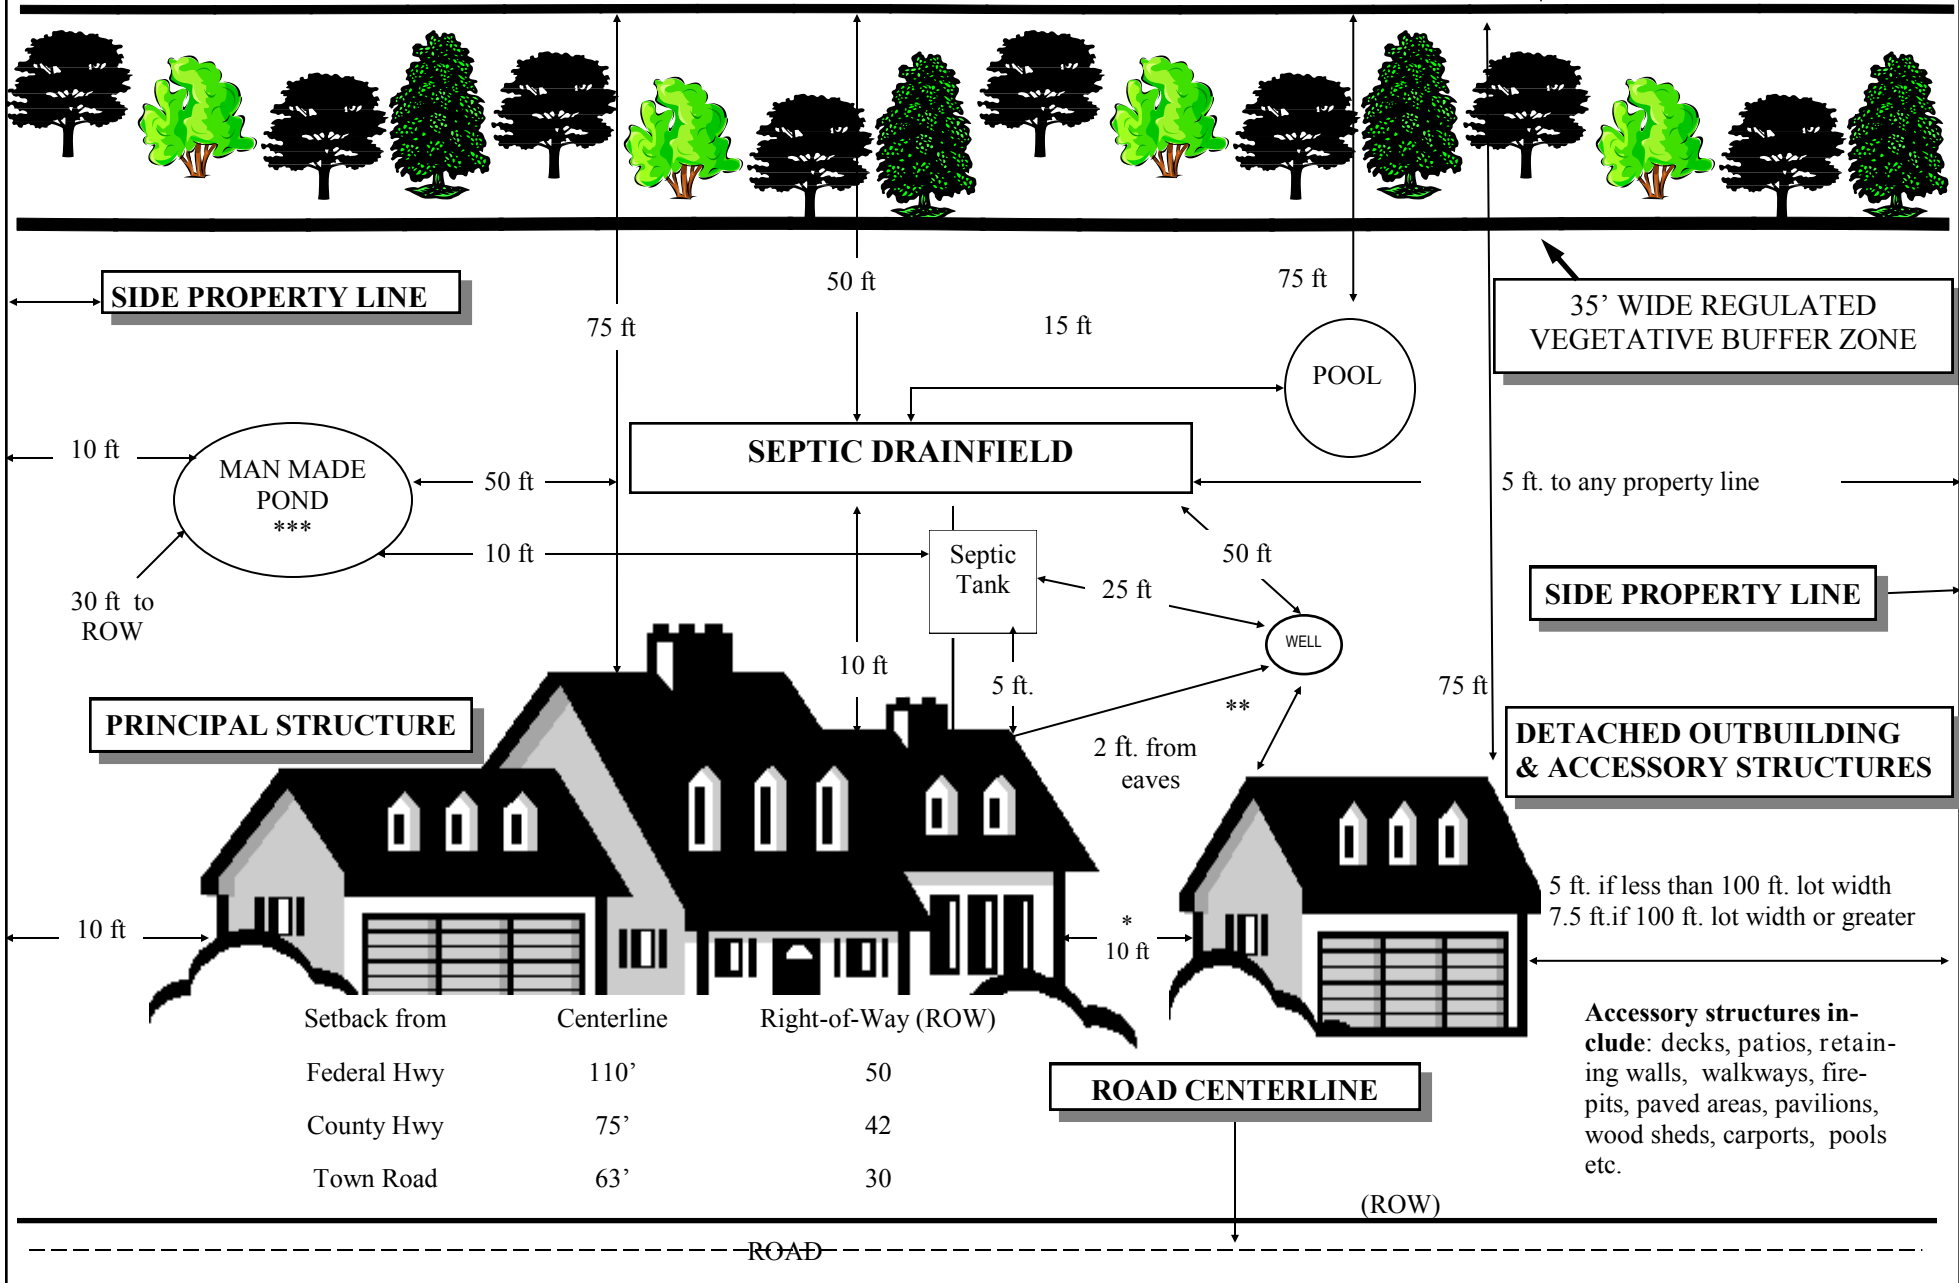 SIDE PROPERTY LINE
50 ft
75 ft
35’ WIDE REGULATED
VEGETATIVE BUFFER ZONE
75 ft
15 ft
POOL
10 ft
MAN MADE
POND
***
50 ft
SEPTIC DRAINFIELD
5 ft. to any property line
10 ft
Septic
Tank
50 ft
25 ft
30 ft to
ROW
SIDE PROPERTY LINE
WELL
10 ft
5 ft.
75 ft
**
PRINCIPAL STRUCTURE
2 ft. from
eaves
DETACHED OUTBUILDING
& ACCESSORY STRUCTURES
5 ft. if less than 100 ft. lot width
7.5 ft.if 100 ft. lot width or greater
10 ft
*
10 ft
Setback from Centerline Right-of-Way (ROW)
Federal Hwy 110’ 50
County Hwy 75’ 42
Town Road 63’ 30
ROAD CENTERLINE
Accessory structures in-
clude: decks, patios, retain-
ing walls, walkways, fire-
pits, paved areas, pavilions,
wood sheds, carports, pools
etc.
(ROW)
ROAD